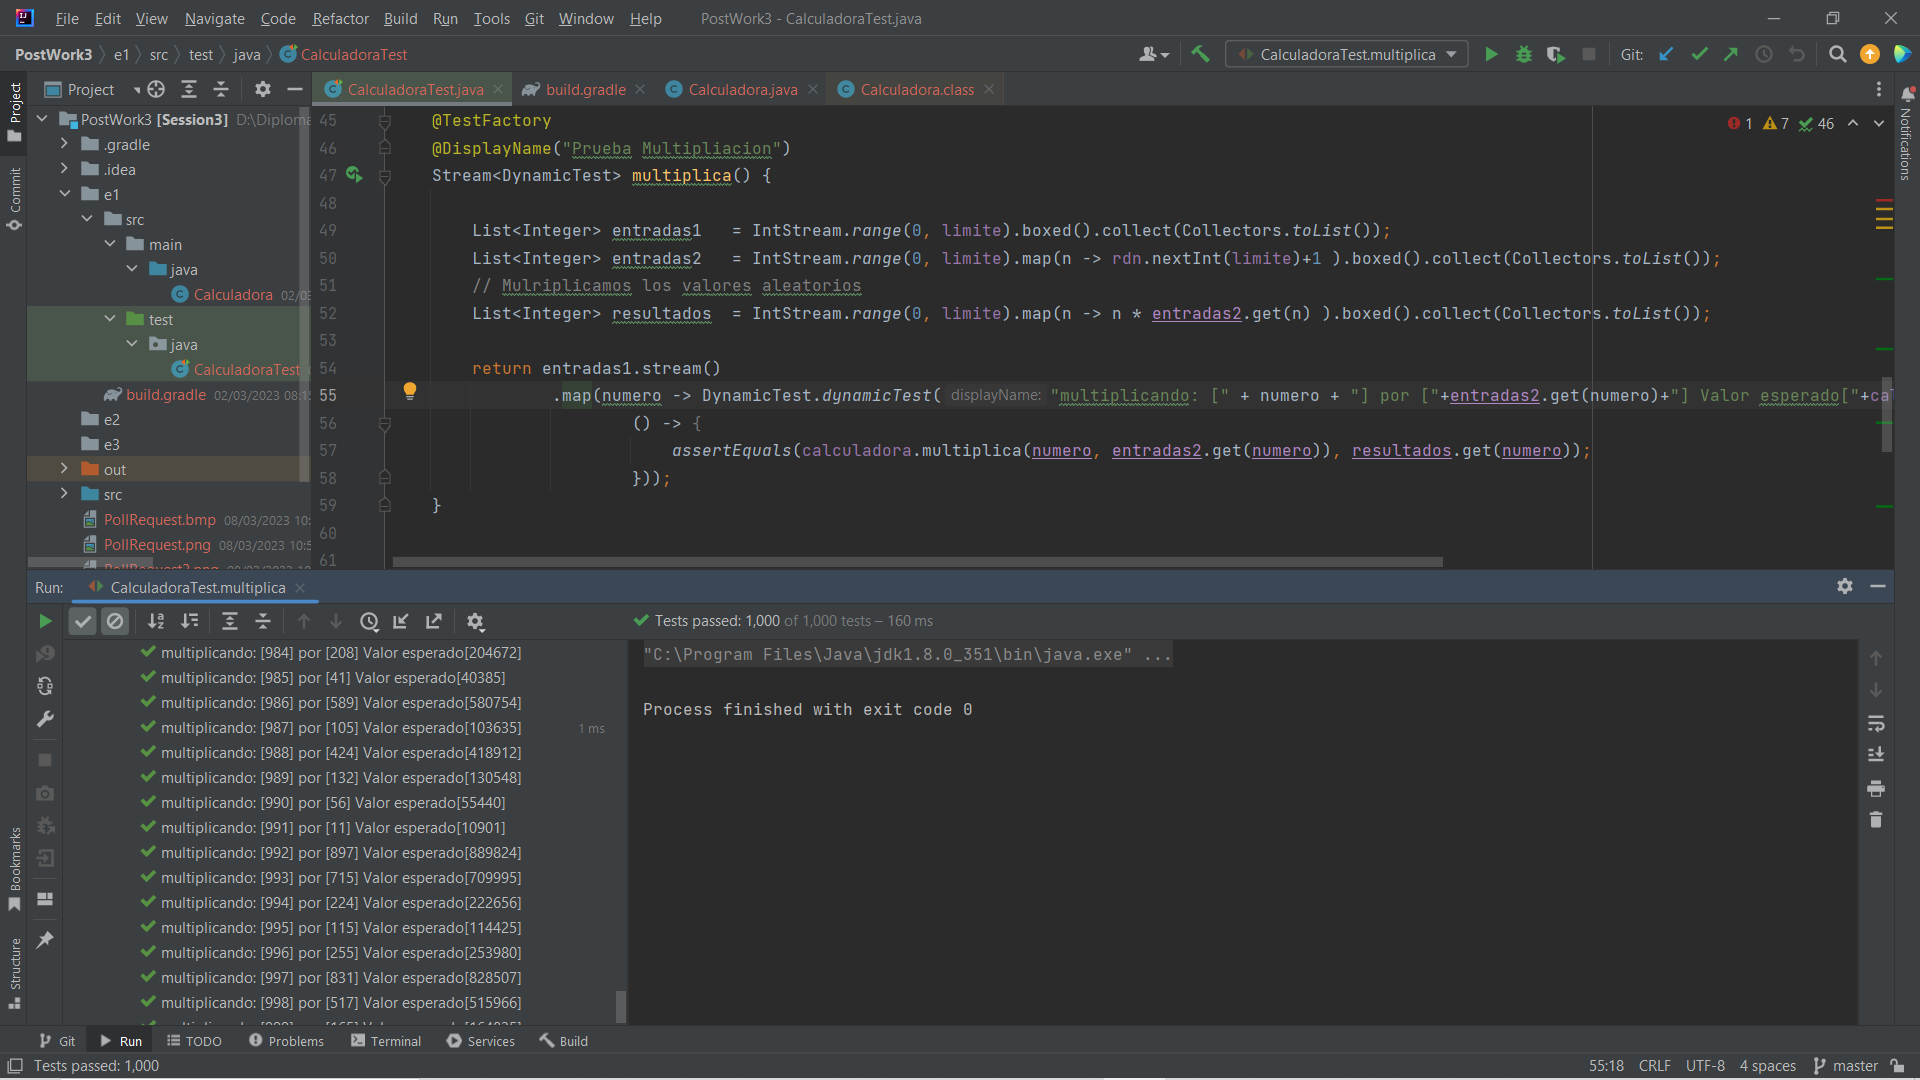 File Edit View Navigate Code Refactor Build Run Tools Git Window Help PostWork3 - CalculadoraTest.java
PostWork3 e1 src test java CalculadoraTest CalculadoraTest.multiplica Git:
Project CalculadoraTest.java build.gradle Calculadora.java Calculadora.class
Project
Commit
Bookmarks
Structure
Notifications
PostWork3 [Session3] D:\Diploma
.gradle
.idea
e1
src
main
java
Calculadora 02/03
test
java
CalculadoraTest
build.gradle 02/03/2023 08:1
e2
e3
out
src
PollRequest.bmp 08/03/2023 10:
PollRequest.png 08/03/2023 10:5
1 7 46
45 @TestFactory
46 @DisplayName("Prueba Multipliacion")
47 Stream<DynamicTest> multiplica() {
48
49 List<Integer> entradas1 = IntStream.range(0, limite).boxed().collect(Collectors.toList());
50 List<Integer> entradas2 = IntStream.range(0, limite).map(n -> rdn.nextInt(limite)+1 ).boxed().collect(Collectors.toList());
51 // Mulriplicamos los valores aleatorios
52 List<Integer> resultados = IntStream.range(0, limite).map(n -> n * entradas2.get(n) ).boxed().collect(Collectors.toList());
53
54 return entradas1.stream()
55 .map(numero -> DynamicTest.dynamicTest( displayName: "multiplicando: [" + numero + "] por ["+entradas2.get(numero)+"] Valor esperado["+cal
56 () -> {
57 assertEquals(calculadora.multiplica(numero, entradas2.get(numero)), resultados.get(numero));
58 }));
59 }
60
61
Run: CalculadoraTest.multiplica
Tests passed: 1,000 of 1,000 tests – 160 ms
multiplicando: [984] por [208] Valor esperado[204672]
multiplicando: [985] por [41] Valor esperado[40385]
multiplicando: [986] por [589] Valor esperado[580754]
multiplicando: [987] por [105] Valor esperado[103635] 1 ms
multiplicando: [988] por [424] Valor esperado[418912]
multiplicando: [989] por [132] Valor esperado[130548]
multiplicando: [990] por [56] Valor esperado[55440]
multiplicando: [991] por [11] Valor esperado[10901]
multiplicando: [992] por [897] Valor esperado[889824]
multiplicando: [993] por [715] Valor esperado[709995]
multiplicando: [994] por [224] Valor esperado[222656]
multiplicando: [995] por [115] Valor esperado[114425]
multiplicando: [996] por [255] Valor esperado[253980]
multiplicando: [997] por [831] Valor esperado[828507]
multiplicando: [998] por [517] Valor esperado[515966]
"C:\Program Files\Java\jdk1.8.0_351\bin\java.exe" ...
Process finished with exit code 0
Git Run TODO Problems Terminal Services Build
Tests passed: 1,000 55:18 CRLF UTF-8 4 spaces master